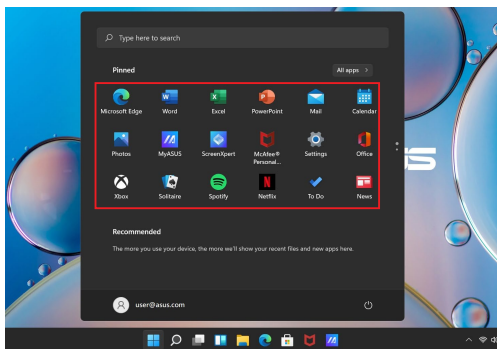 Type here to search
Pinned
All apps >
Microsoft Edge Word Excel PowerPoint Mail Calendar
Photos MyASUS ScreenXpert McAfee® Personal... Settings Office
Xbox Solitaire Spotify Netflix To Do News
Recommended
The more you use your device, the more we'll show your recent files and new apps here.
user@asus.com